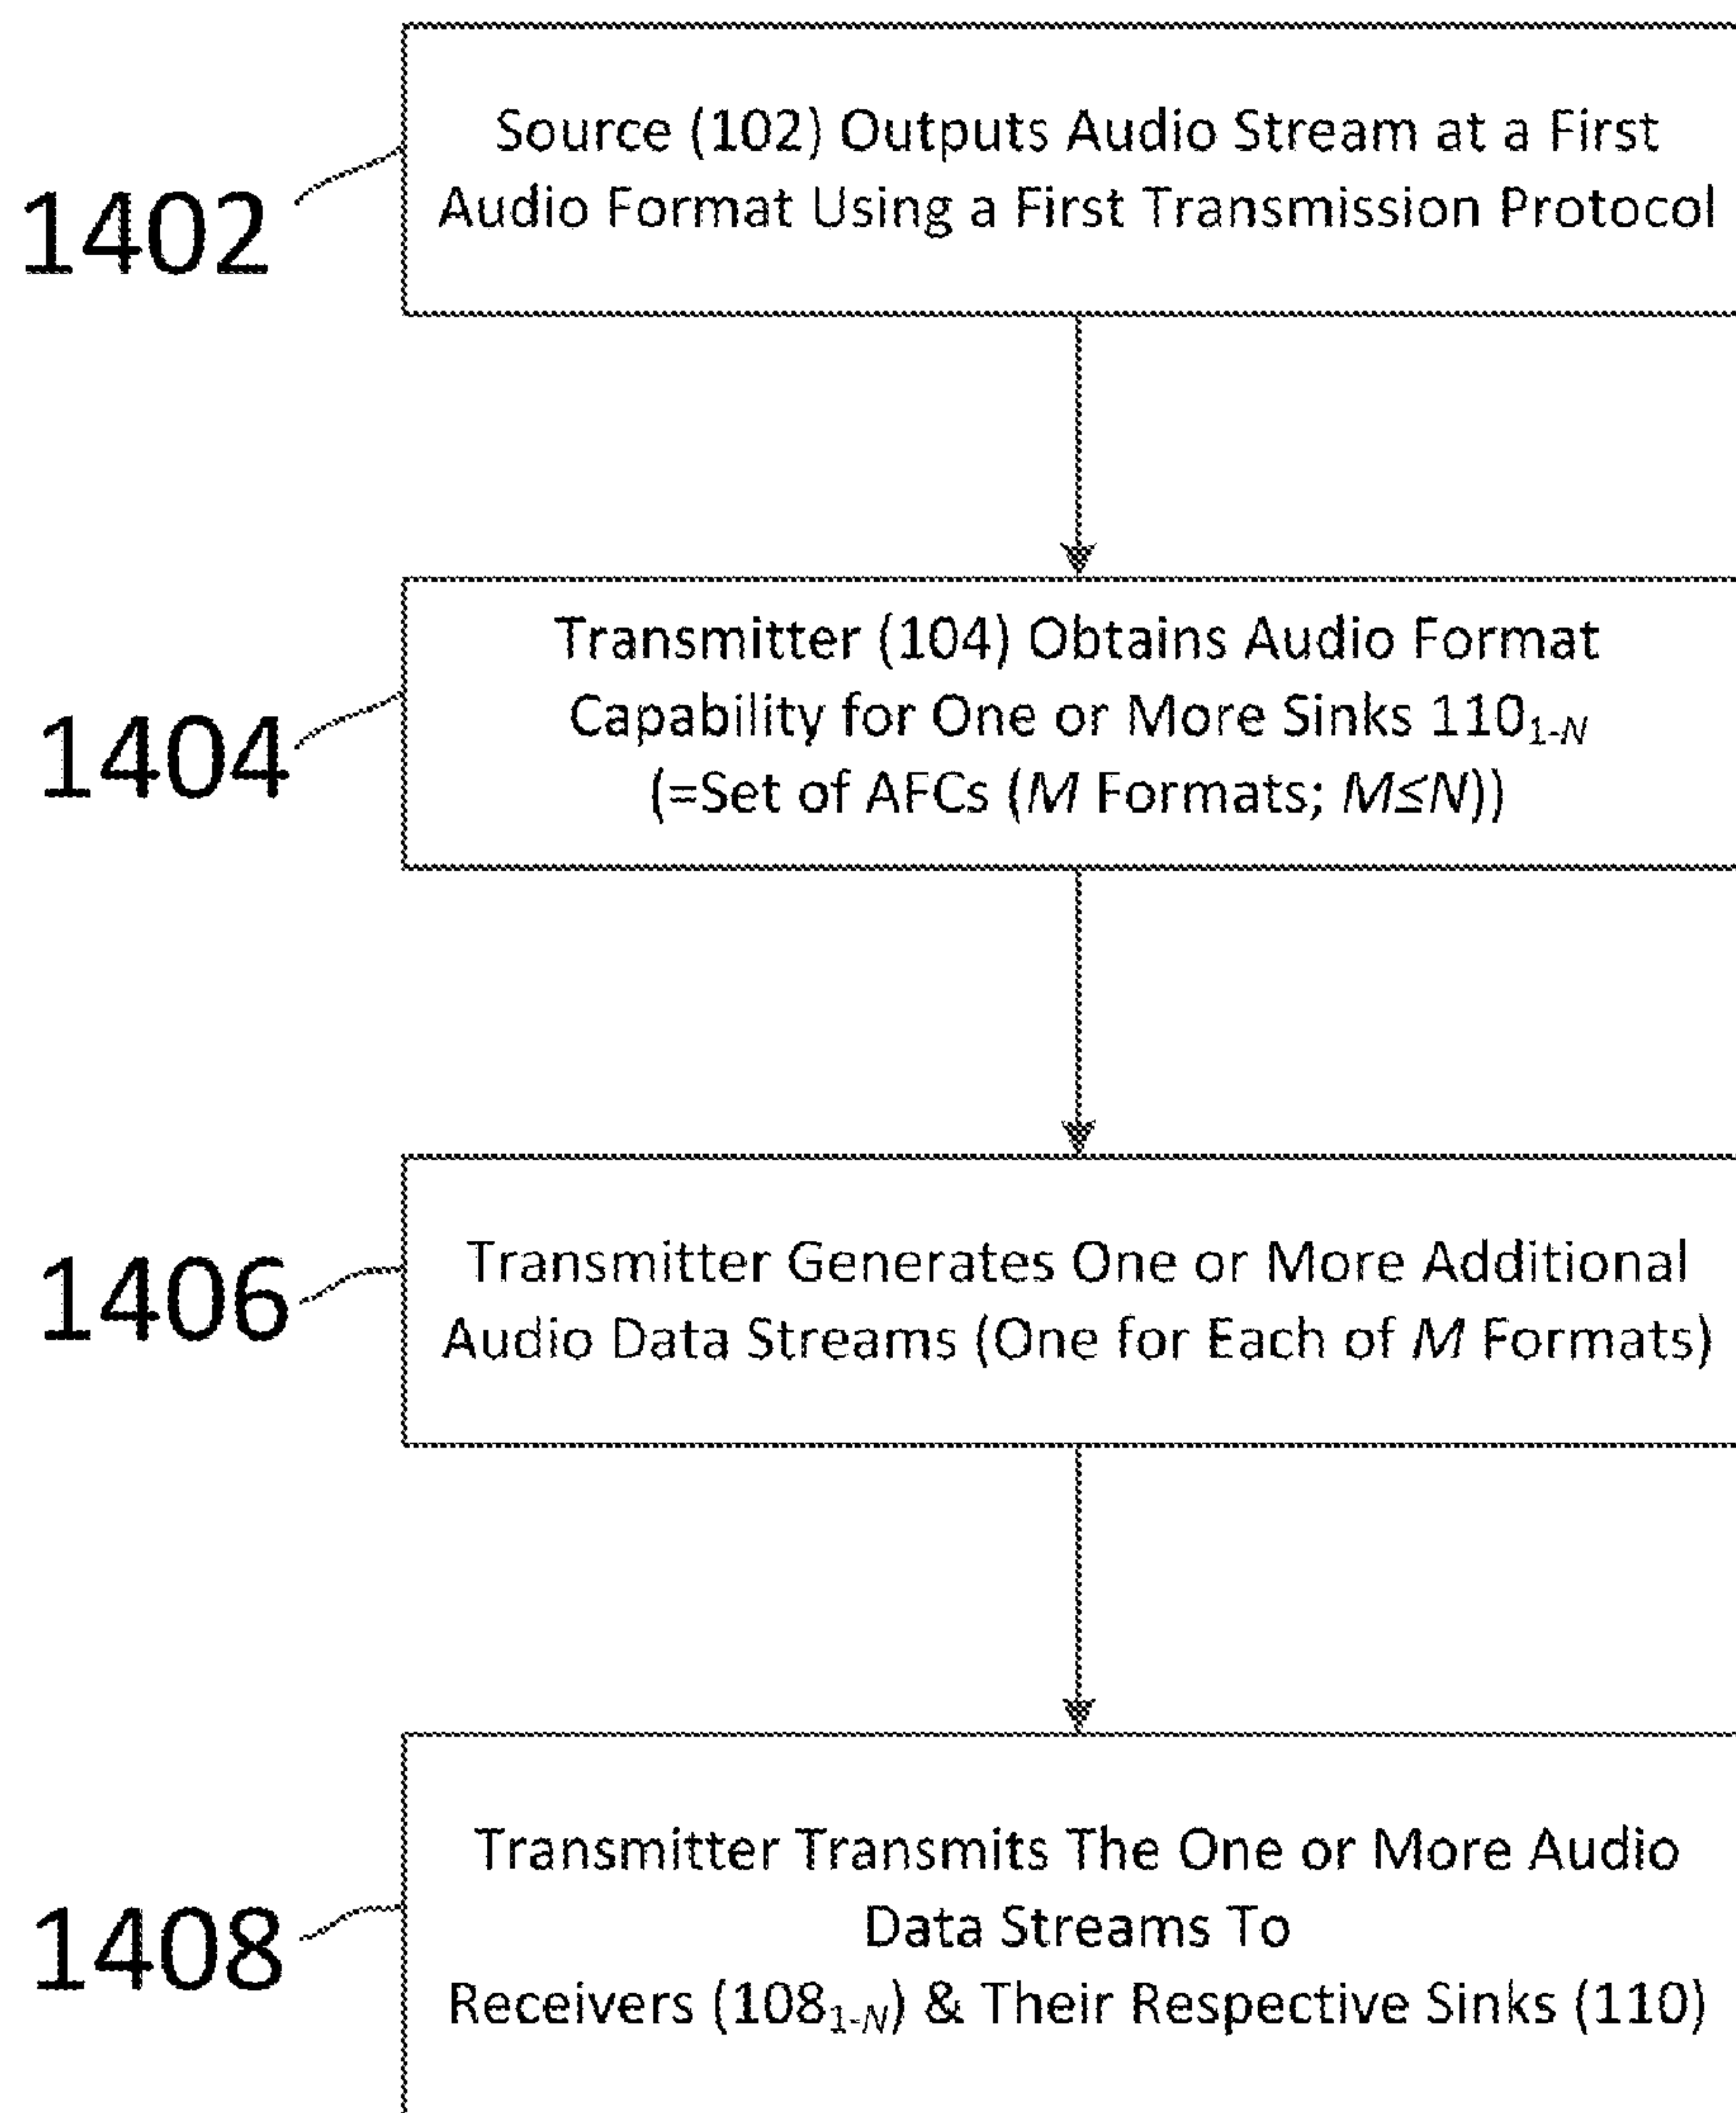 1402
Source (102) Outputs Audio Stream at a First
Audio Format Using a First Transmission Protocol
1404
Transmitter (104) Obtains Audio Format
Capability for One or More Sinks 110₁₋N
(=Set of AFCs (M Formats; M≤N))
1406
Transmitter Generates One or More Additional
Audio Data Streams (One for Each of M Formats)
1408
Transmitter Transmits The One or More Audio
Data Streams To
Receivers (108₁₋N) & Their Respective Sinks (110)